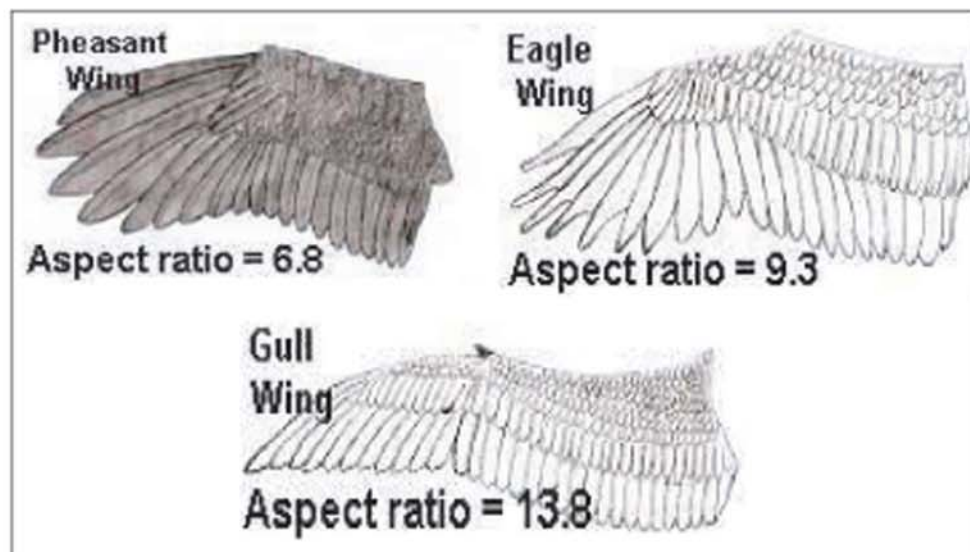 Pheasant
Wing
Aspect ratio = 6.8
Eagle
Wing
Aspect ratio = 9.3
Gull
Wing
Aspect ratio = 13.8